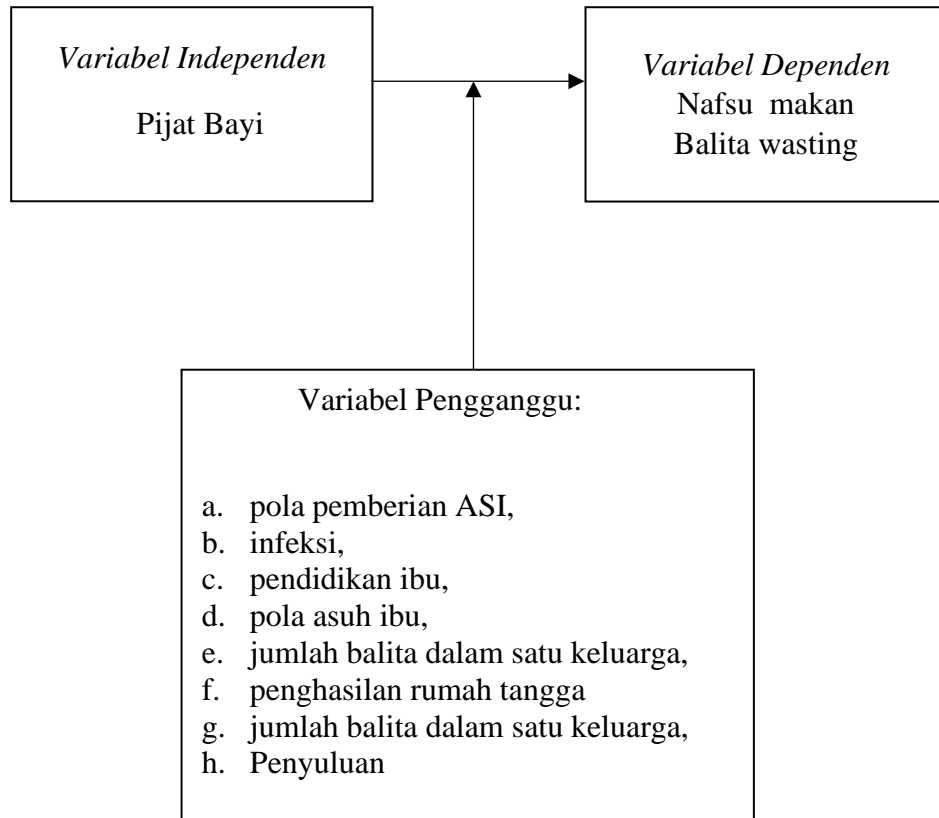 Variabel Independen
Pijat Bayi
Variabel Dependen
Nafsu makan
Balita wasting
Variabel Pengganggu:
a. pola pemberian ASI,
b. infeksi,
c. pendidikan ibu,
d. pola asuh ibu,
e. jumlah balita dalam satu keluarga,
f. penghasilan rumah tangga
g. jumlah balita dalam satu keluarga,
h. Penyuluan